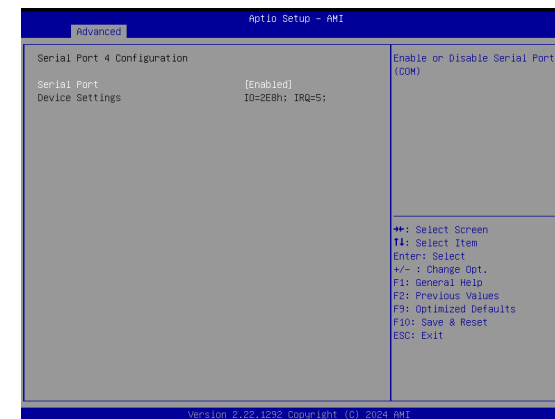 Aptio Setup - AMI
Advanced
Serial Port 4 Configuration
Serial Port [Enabled]
Device Settings IO=2E8h; IRQ=5;
Enable or Disable Serial Port
(COM)
→←: Select Screen
↑↓: Select Item
Enter: Select
+/- : Change Opt.
F1: General Help
F2: Previous Values
F9: Optimized Defaults
F10: Save & Reset
ESC: Exit
Version 2.22.1292 Copyright (C) 2024 AMI